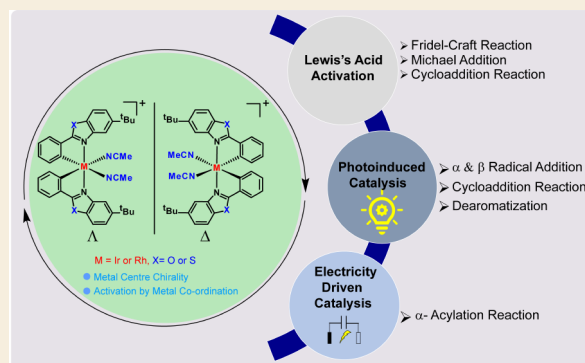 Lewis's Acid
Activation
➢ Fridel-Craft Reaction
➢ Michael Addition
➢ Cycloaddition Reaction
Photoinduced
Catalysis
➢ α & β Radical Addition
➢ Cycloaddition Reaction
➢ Dearomatization
Electricity
Driven
Catalysis
➢ α- Acylation Reaction
tBu
X
N
M
NCMe
NCMe
N
X
tBu
+
Λ
tBu
X
N
MeCN
M
MeCN
N
X
tBu
+
Δ
M = Ir or Rh, X= O or S
Metal Centre Chirality
Activation by Metal Co-ordination